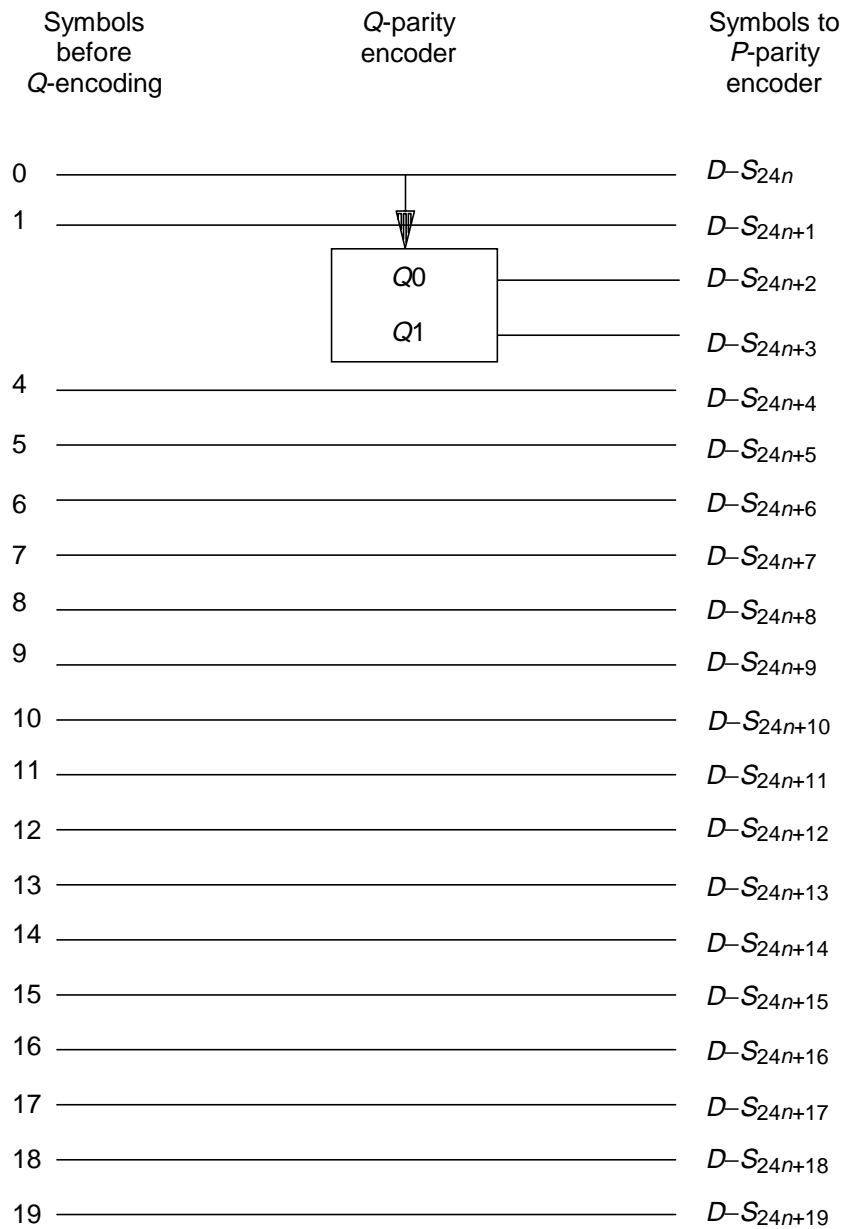 Symbols before Q-encoding
Q-parity encoder
Symbols to P-parity encoder
0 D–S24n
1 D–S24n+1
Q0 D–S24n+2
Q1 D–S24n+3
4 D–S24n+4
5 D–S24n+5
6 D–S24n+6
7 D–S24n+7
8 D–S24n+8
9 D–S24n+9
10 D–S24n+10
11 D–S24n+11
12 D–S24n+12
13 D–S24n+13
14 D–S24n+14
15 D–S24n+15
16 D–S24n+16
17 D–S24n+17
18 D–S24n+18
19 D–S24n+19